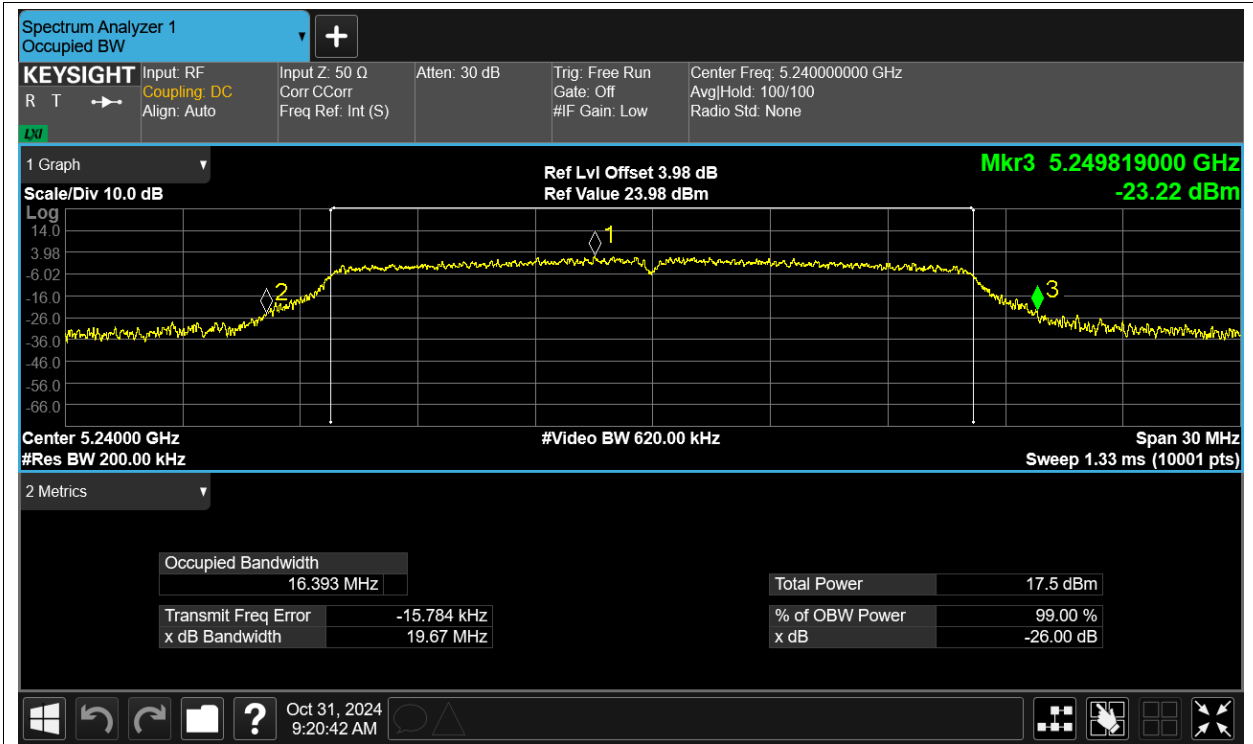 Spectrum Analyzer 1
Occupied BW
▼
+
KEYSIGHT
R T
LXI
Input: RF
Coupling: DC
Align: Auto
Input Z: 50 Ω
Corr CCorr
Freq Ref: Int (S)
Atten: 30 dB
Trig: Free Run
Gate: Off
#IF Gain: Low
Center Freq: 5.240000000 GHz
Avg|Hold: 100/100
Radio Std: None
1 Graph ▼
Scale/Div 10.0 dB
Ref Lvl Offset 3.98 dB
Ref Value 23.98 dBm
Mkr3 5.249819000 GHz
-23.22 dBm
Log
14.0
3.98
-6.02
-16.0
-26.0
-36.0
-46.0
-56.0
-66.0
1
2
3
Center 5.24000 GHz
#Res BW 200.00 kHz
#Video BW 620.00 kHz
Span 30 MHz
Sweep 1.33 ms (10001 pts)
2 Metrics ▼
Occupied Bandwidth
16.393 MHz
Transmit Freq Error -15.784 kHz
x dB Bandwidth 19.67 MHz
Total Power 17.5 dBm
% of OBW Power 99.00 %
x dB -26.00 dB
?
Oct 31, 2024
9:20:42 AM